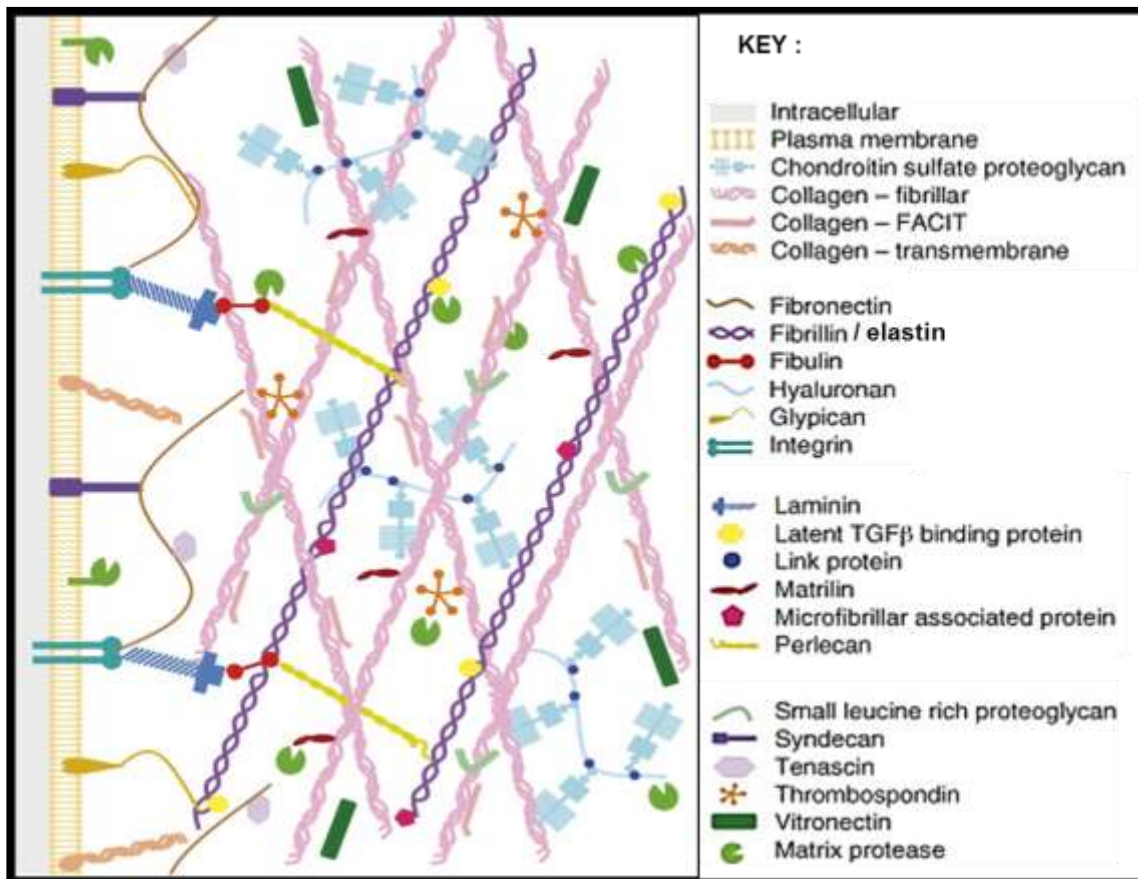 KEY :
Intracellular
Plasma membrane
Chondroitin sulfate proteoglycan
Collagen – fibrillar
Collagen – FACIT
Collagen – transmembrane
Fibronectin
Fibrillin / elastin
Fibulin
Hyaluronan
Glypican
Integrin
Laminin
Latent TGFβ binding protein
Link protein
Matrilin
Microfibrillar associated protein
Perlecan
Small leucine rich proteoglycan
Syndecan
Tenascin
Thrombospondin
Vitronectin
Matrix protease